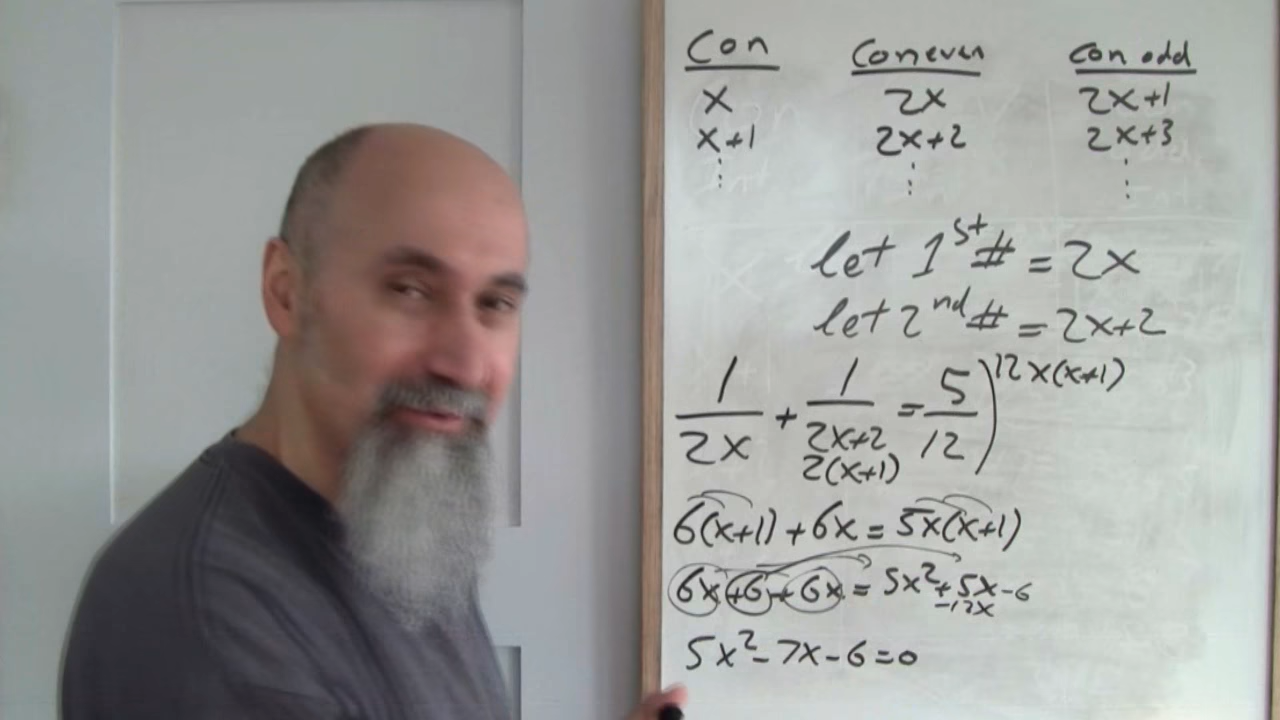 Con Con even Con odd
x 2x 2x+1
x+1 2x+2 2x+3
⋮ ⋮ ⋮
let 1st # = 2x
let 2nd # = 2x+2
1/2x + 1/2x+2 = 5/12 ) 12x(x+1)
2(x+1)
6(x+1) + 6x = 5x(x+1)
6x + 6 + 6x = 5x² + 5x - 6
-12x
5x² - 7x - 6 = 0